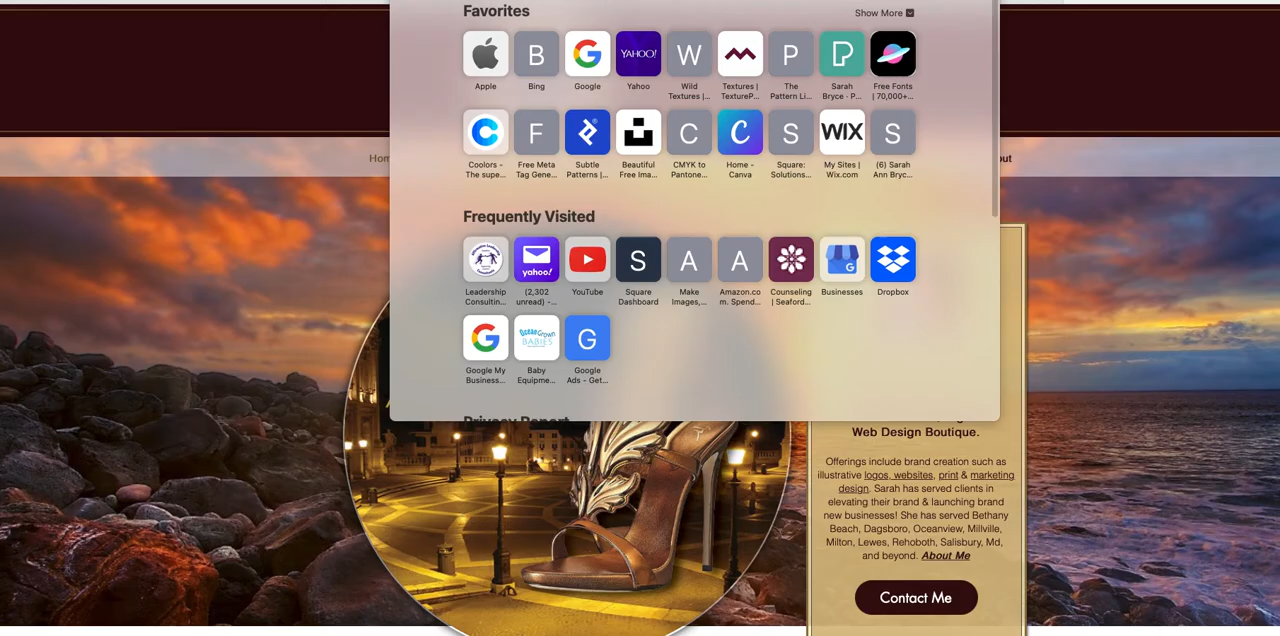 Favorites
Show More
B
W
P
Apple
Bing
Google
Yahoo
Wild
Textures |...
Textures |
TextureP...
The
Pattern Li...
Sarah
Bryce · P...
Free Fonts
| 70,000+...
YAHOO!
F
C
C
S
WIX
S
Coolors -
The supe...
Free Meta
Tag Gene...
Subtle
Patterns |...
Beautiful
Free Ima...
CMYK to
Pantone...
Home -
Canva
Square:
Solutions...
My Sites |
Wix.com
(6) Sarah
Ann Bryc...
Hom
out
Frequently Visited
yahoo!
S
A
A
G
Leadership
Consultin...
(2,302
unread) -...
YouTube
Square
Dashboard
Make
Images,...
Amazon.co
m. Spend...
Counseling
| Seaford...
Businesses
Dropbox
G
Ocean Grown
BABIES
G
Google My
Business...
Baby
Equipme...
Google
Ads - Get...
Privacy Report
Web Design Boutique.
Offerings include brand creation such as
illustrative logos, websites, print & marketing
design. Sarah has served clients in
elevating their brand & launching brand
new businesses! She has served Bethany
Beach, Dagsboro, Oceanview, Millville,
Milton, Lewes, Rehoboth, Salisbury, Md,
and beyond. About Me
Contact Me